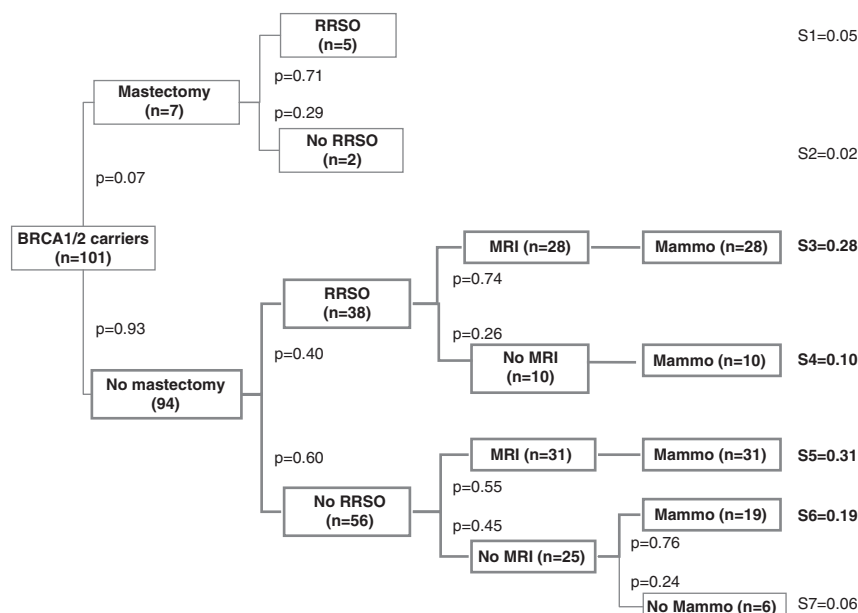 RRSO
(n=5)
S1=0.05
p=0.71
Mastectomy
(n=7)
p=0.29
No RRSO
(n=2)
S2=0.02
p=0.07
BRCA1/2 carriers
(n=101)
MRI (n=28)
Mammo (n=28)
S3=0.28
p=0.74
RRSO
(n=38)
p=0.93
p=0.26
p=0.40
No MRI
(n=10)
Mammo (n=10)
S4=0.10
No mastectomy
(94)
p=0.60
MRI (n=31)
Mammo (n=31)
S5=0.31
p=0.55
No RRSO
(n=56)
Mammo (n=19)
S6=0.19
p=0.45
p=0.76
No MRI (n=25)
p=0.24
No Mammo (n=6)
S7=0.06